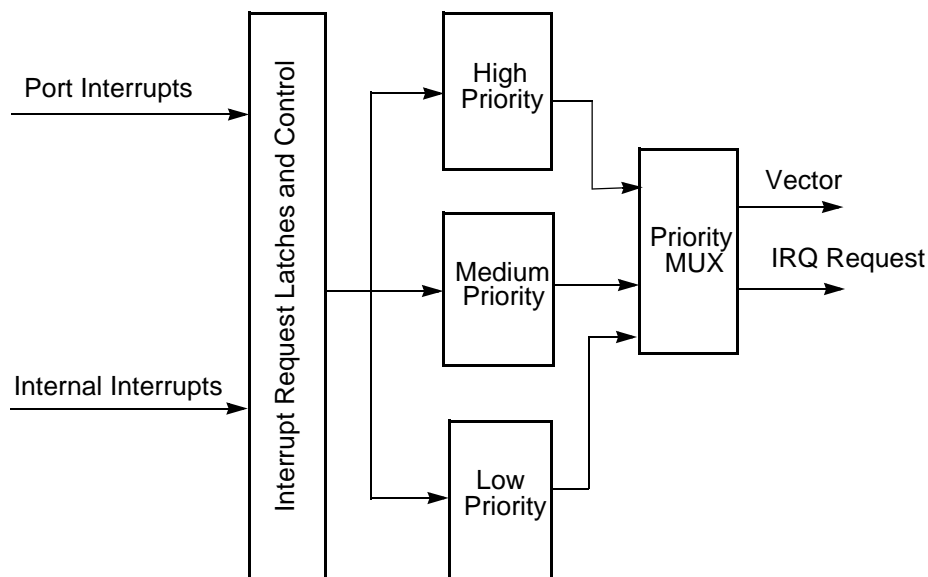 Port Interrupts
Internal Interrupts
Interrupt Request Latches and Control
High
Priority
Medium
Priority
Low
Priority
Priority
MUX
Vector
IRQ Request